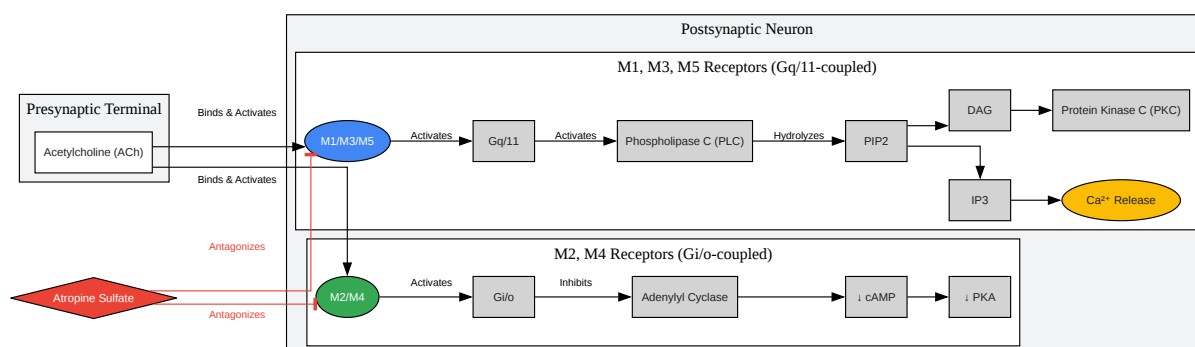 Postsynaptic Neuron
M1, M3, M5 Receptors (Gq/11-coupled)
Presynaptic Terminal
Acetylcholine (ACh)
Binds & Activates
Binds & Activates
M1/M3/M5
Activates
Gq/11
Activates
Phospholipase C (PLC)
Hydrolyzes
PIP2
DAG
Protein Kinase C (PKC)
IP3
Ca²⁺ Release
M2, M4 Receptors (Gi/o-coupled)
Antagonizes
Atropine Sulfate
Antagonizes
M2/M4
Activates
Gi/o
Inhibits
Adenylyl Cyclase
↓ cAMP
↓ PKA